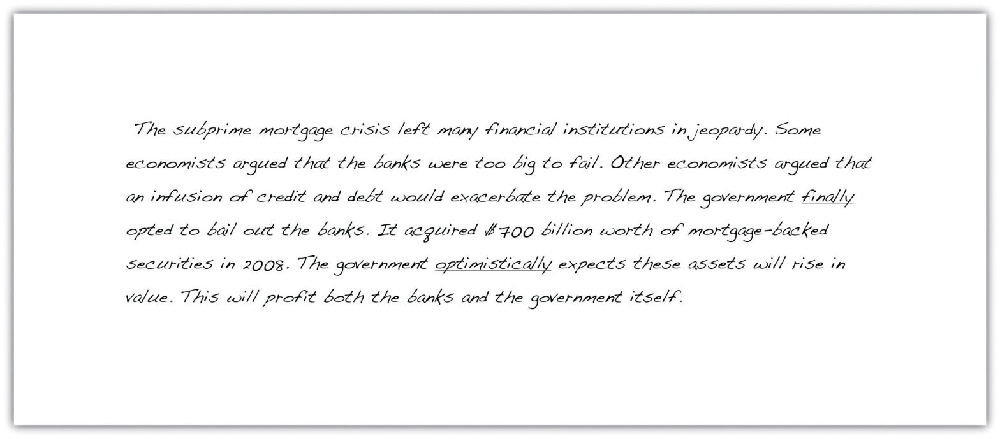 The subprime mortgage crisis left many financial institutions in jeopardy. Some
economists argued that the banks were too big to fail. Other economists argued that
an infusion of credit and debt would exacerbate the problem. The government finally
opted to bail out the banks. It acquired $700 billion worth of mortgage-backed
securities in 2008. The government optimistically expects these assets will rise in
value. This will profit both the banks and the government itself.